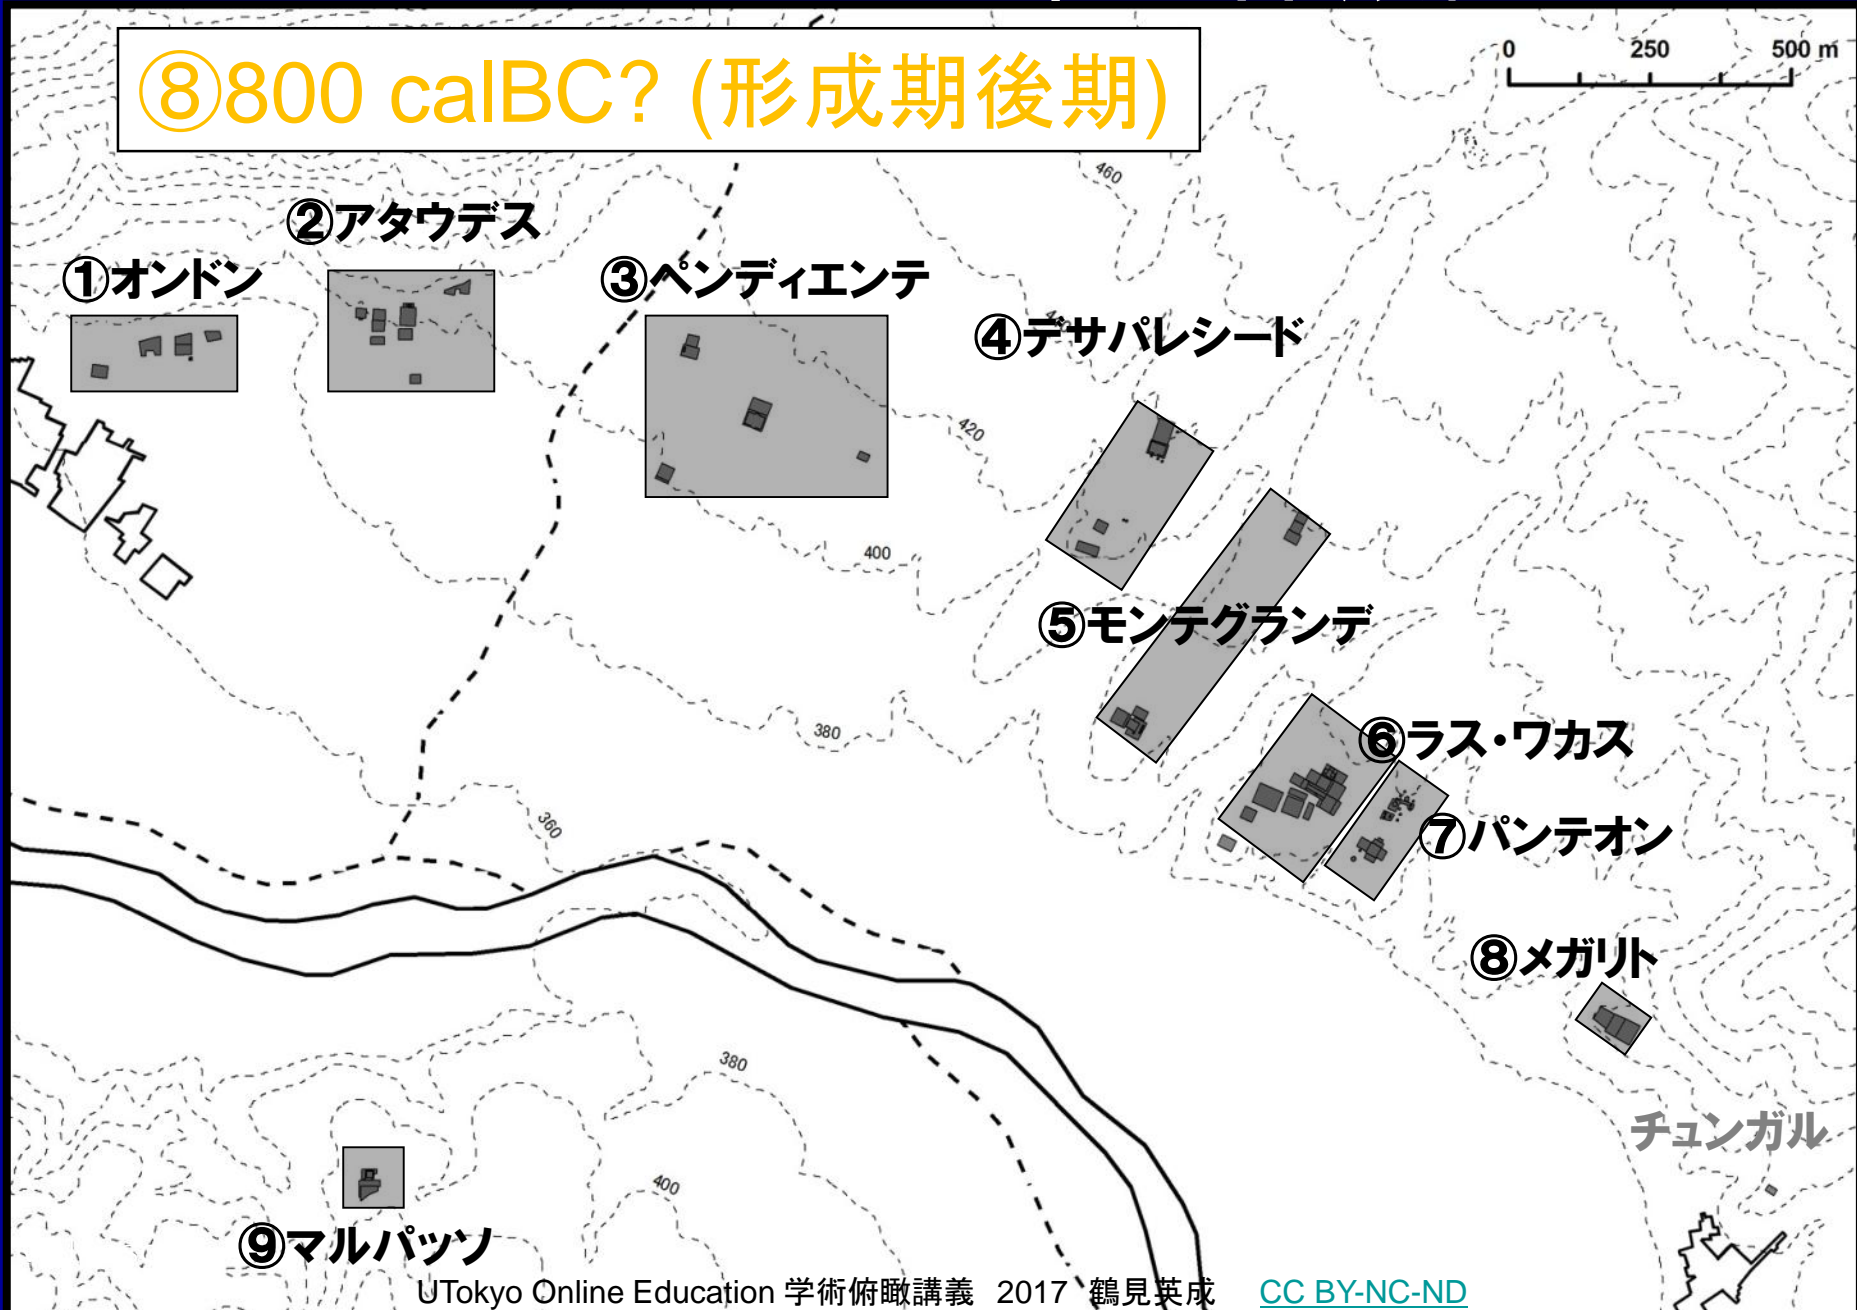 ⑧800 calBC? (形成期後期)
0 250 500 m
460
②アタウデス
①オンドン
③ペンディエンテ
④デサパレシード
420
400
⑤モンテグランデ
380
⑥ラス・ワカス
360
⑦パンテオン
⑧メガリト
380
チュンガル
400
⑨マルパッソ
UTokyo Online Education 学術俯瞰講義 2017 鶴見英成 CC BY-NC-ND